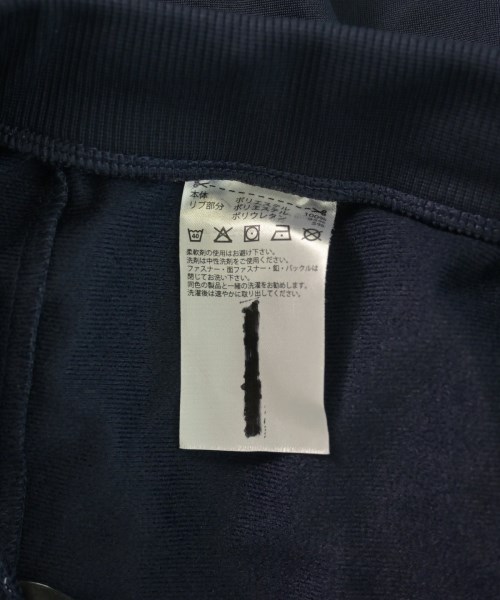 本体 ポリエステル 100%
リブ部分 ポリエステル
ポリウレタン
40
柔軟剤の使用はお避け下さい。
洗剤は中性洗剤をご使用ください。
ファスナー・面ファスナー・釦・バックルは
閉じてお洗い下さい。
同色の製品と一緒の洗濯をお勧めします。
洗濯後は速やかに取り出してください。